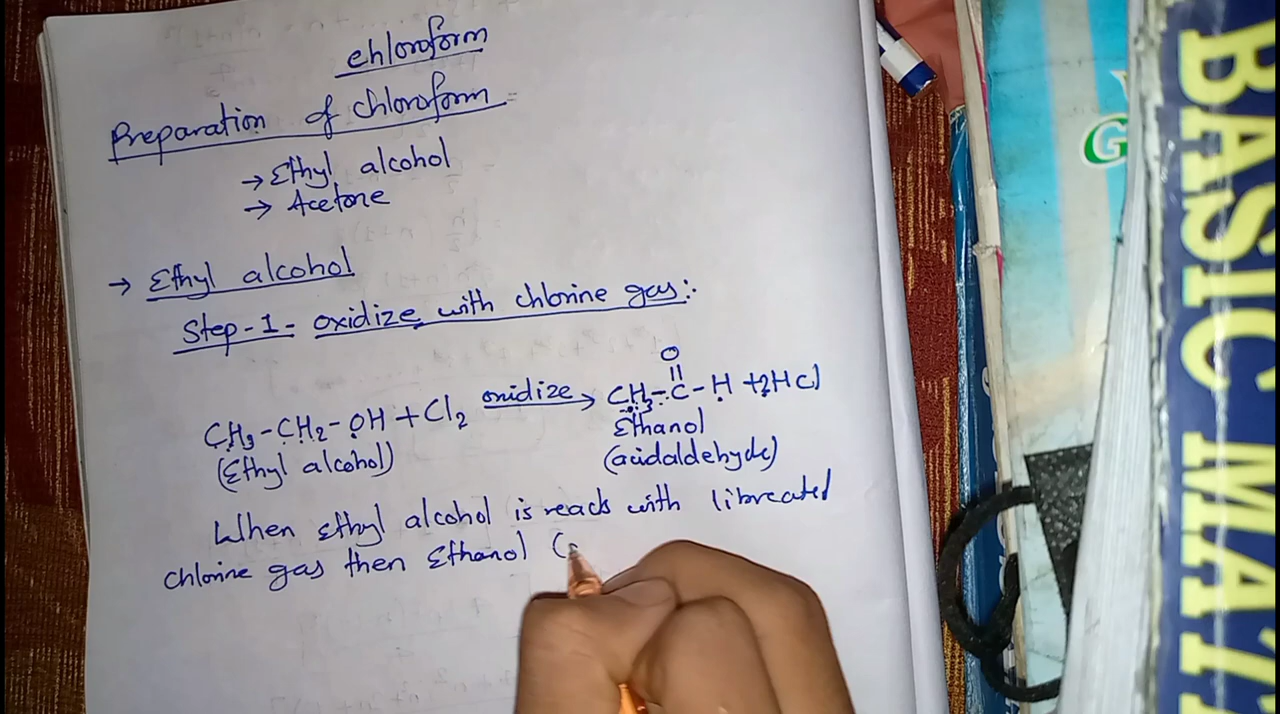 chloroform
Preparation of chloroform
→ Ethyl alcohol
→ Acetone
→ Ethyl alcohol
Step-1- oxidize with chlorine gas:-
O
||
CH3-CH2-OH + Cl2 oxidize → CH3-C-H +2HCl
(Ethyl alcohol) Ethanol
(acidaldehyde)
When Ethyl alcohol is reacts with libreated
chlorine gas then Ethanol (
BASIC MAT
G